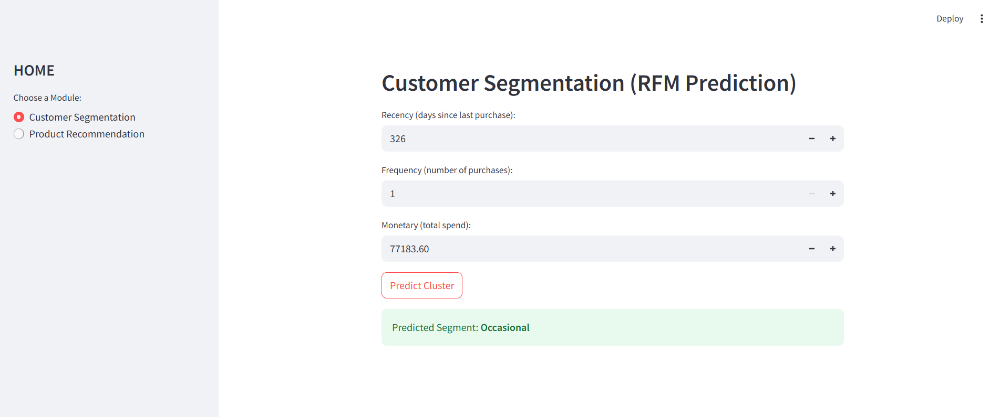 Deploy
HOME
Choose a Module:
Customer Segmentation
Product Recommendation
Customer Segmentation (RFM Prediction)
Recency (days since last purchase):
326
Frequency (number of purchases):
1
Monetary (total spend):
77183.60
Predict Cluster
Predicted Segment: Occasional